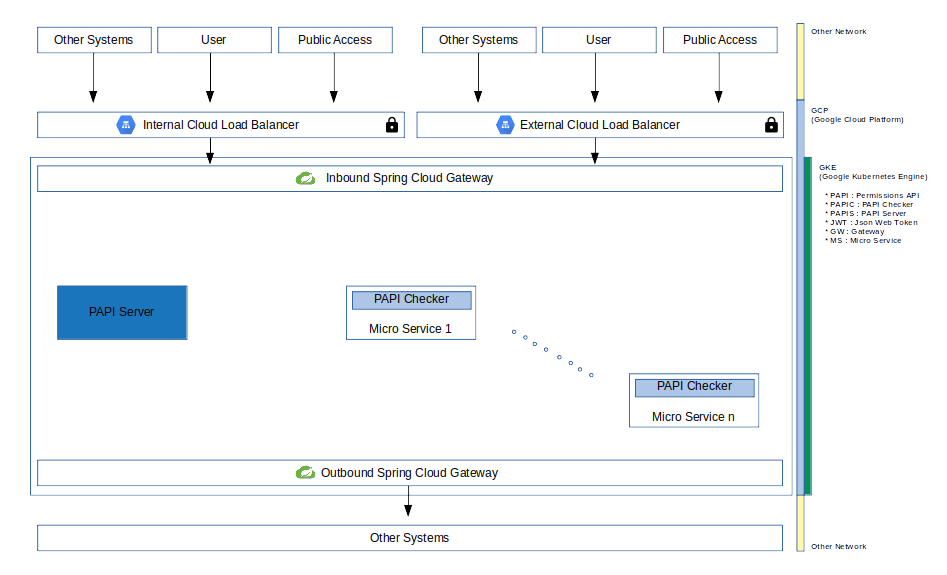 Other Systems
User
Public Access
Other Systems
User
Public Access
Other Network
Internal Cloud Load Balancer
External Cloud Load Balancer
GCP
(Google Cloud Platform)
Inbound Spring Cloud Gateway
GKE
(Google Kubernetes Engine)
* PAPI : Permissions API
* PAPIC : PAPI Checker
* PAPIS : PAPI Server
* JWT : Json Web Token
* GW : Gateway
* MS : Micro Service
PAPI Server
PAPI Checker
Micro Service 1
PAPI Checker
Micro Service n
Outbound Spring Cloud Gateway
Other Systems
Other Network